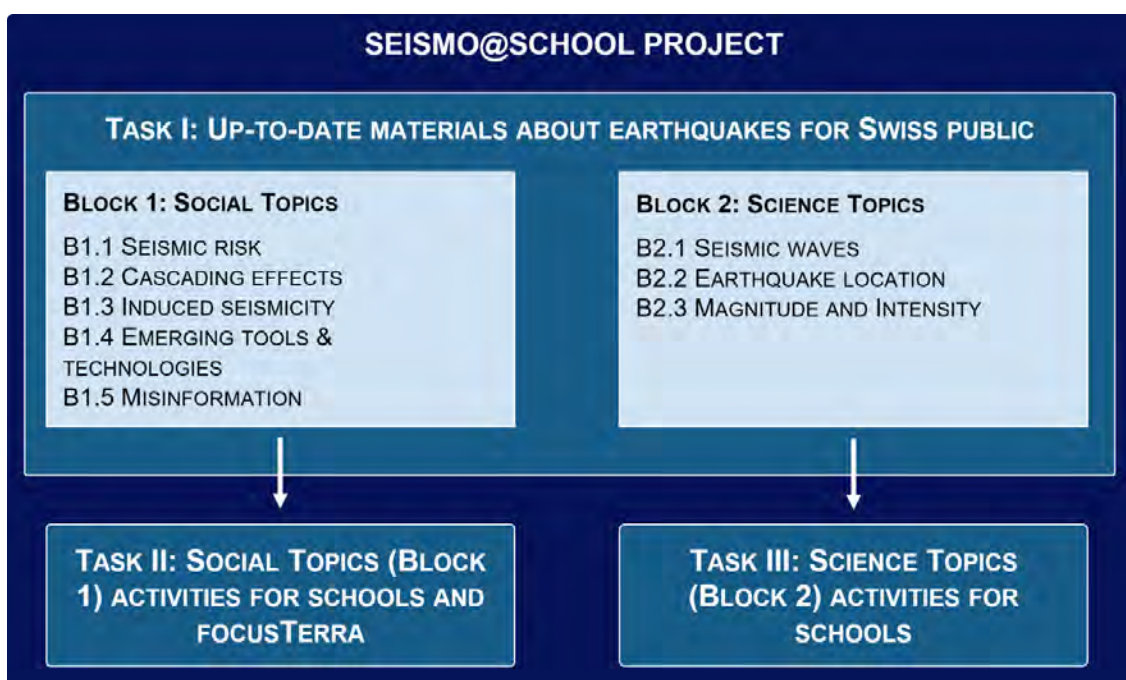 SEISMO@SCHOOL PROJECT
TASK I: UP-TO-DATE MATERIALS ABOUT EARTHQUAKES FOR SWISS PUBLIC
BLOCK 1: SOCIAL TOPICS
B1.1 SEISMIC RISK
B1.2 CASCADING EFFECTS
B1.3 INDUCED SEISMICITY
B1.4 EMERGING TOOLS &
TECHNOLOGIES
B1.5 MISINFORMATION
BLOCK 2: SCIENCE TOPICS
B2.1 SEISMIC WAVES
B2.2 EARTHQUAKE LOCATION
B2.3 MAGNITUDE AND INTENSITY
TASK II: SOCIAL TOPICS (BLOCK
1) ACTIVITIES FOR SCHOOLS AND
FOCUSTERRA
TASK III: SCIENCE TOPICS
(BLOCK 2) ACTIVITIES FOR
SCHOOLS